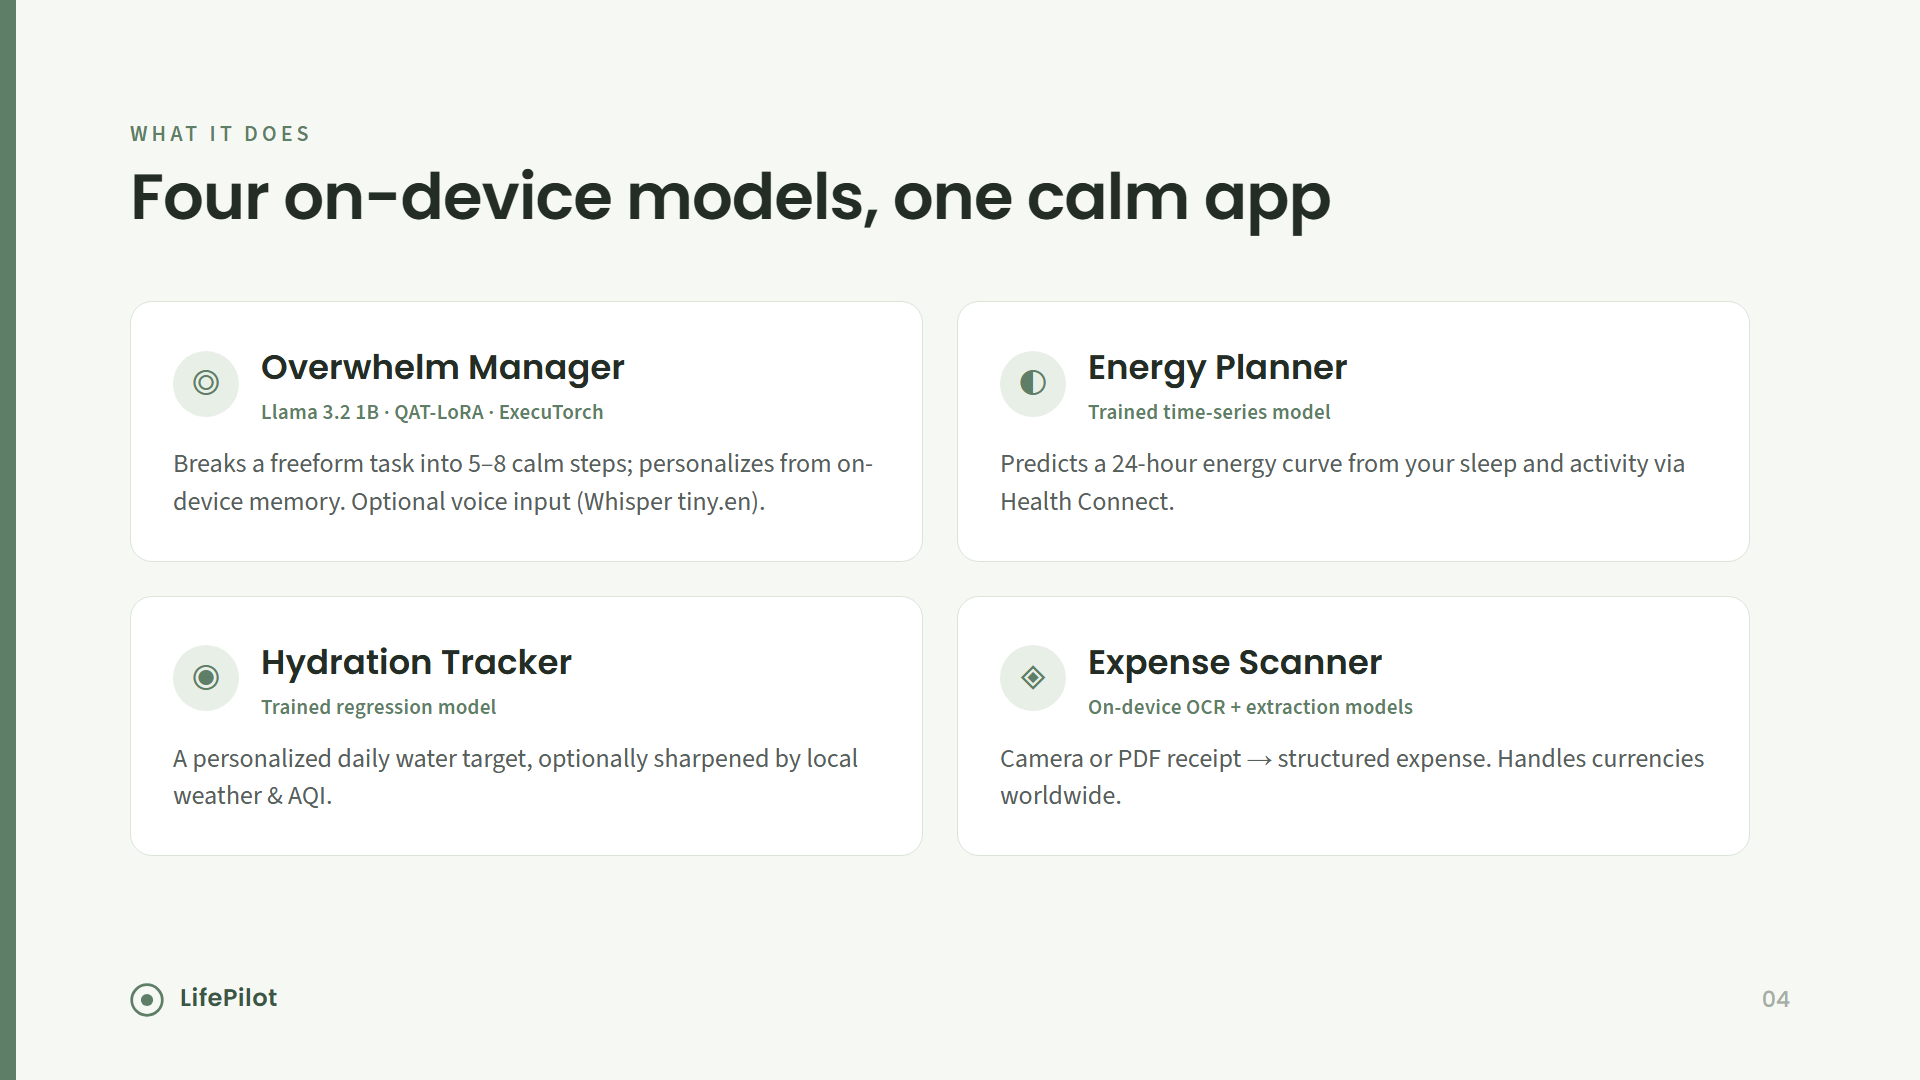 WHAT IT DOES
Four on-device models, one calm app
Overwhelm Manager
Llama 3.2 1B · QAT-LoRA · ExecuTorch
Breaks a freeform task into 5–8 calm steps; personalizes from on-
device memory. Optional voice input (Whisper tiny.en).
Energy Planner
Trained time-series model
Predicts a 24-hour energy curve from your sleep and activity via
Health Connect.
Hydration Tracker
Trained regression model
A personalized daily water target, optionally sharpened by local
weather & AQI.
Expense Scanner
On-device OCR + extraction models
Camera or PDF receipt → structured expense. Handles currencies
worldwide.
LifePilot
04